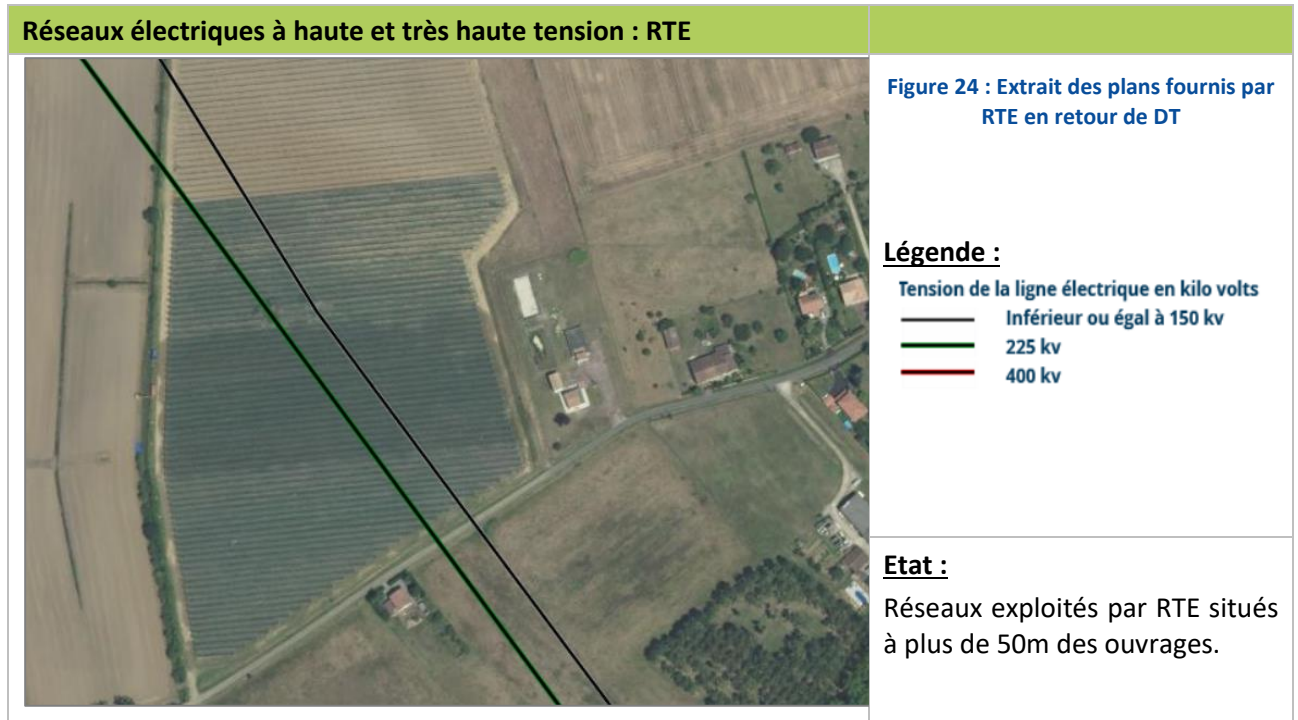 Réseaux électriques à haute et très haute tension : RTE
Figure 24 : Extrait des plans fournis par
RTE en retour de DT
Légende :
Tension de la ligne électrique en kilo volts
Inférieur ou égal à 150 kv
225 kv
400 kv
Etat :
Réseaux exploités par RTE situés
à plus de 50m des ouvrages.